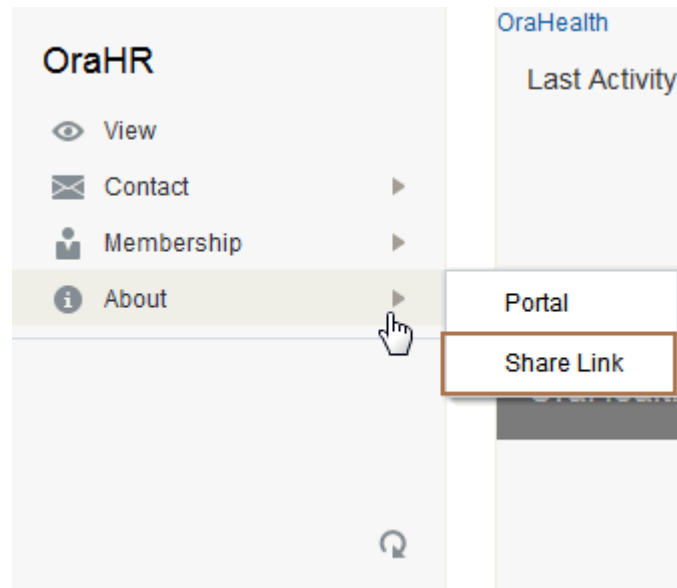 OraHealth
OraHR
Last Activity
View
Contact
Membership
About
Portal
Share Link